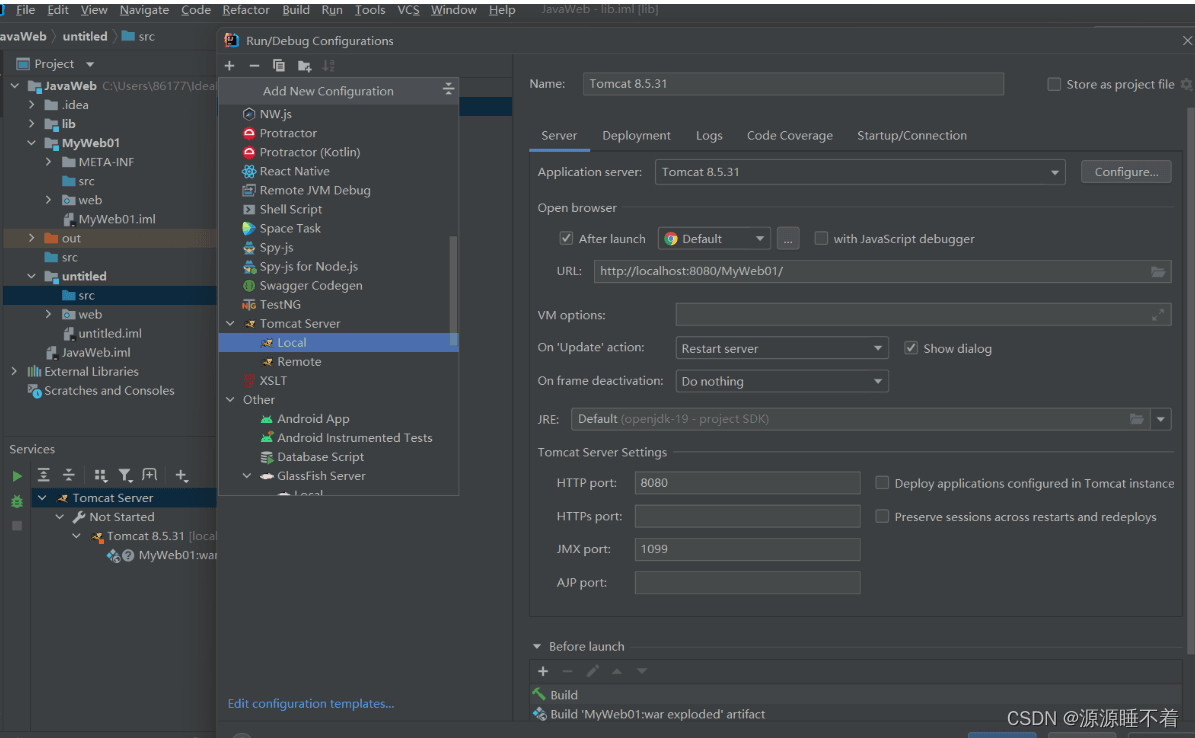 File Edit View Navigate Code Refactor Build Run Tools VCS Window Help JavaWeb - lib.iml [lib]
avaWeb untitled src
Project
JavaWeb C:\Users\86177\Ideal
.idea
lib
MyWeb01
META-INF
src
web
MyWeb01.iml
out
src
untitled
src
web
untitled.iml
JavaWeb.iml
External Libraries
Scratches and Consoles
Services
Tomcat Server
Not Started
Tomcat 8.5.31 [local
MyWeb01:war
Run/Debug Configurations
Add New Configuration
NW.js
Protractor
Protractor (Kotlin)
React Native
Remote JVM Debug
Shell Script
Space Task
Spy-js
Spy-js for Node.js
Swagger Codegen
TestNG
Tomcat Server
Local
Remote
XSLT
Other
Android App
Android Instrumented Tests
Database Script
GlassFish Server
Local
Edit configuration templates...
Name: Tomcat 8.5.31 Store as project file
Server Deployment Logs Code Coverage Startup/Connection
Application server: Tomcat 8.5.31 Configure...
Open browser
After launch Default ... with JavaScript debugger
URL: http://localhost:8080/MyWeb01/
VM options:
On 'Update' action: Restart server Show dialog
On frame deactivation: Do nothing
JRE: Default (openjdk-19 - project SDK)
Tomcat Server Settings
HTTP port: 8080 Deploy applications configured in Tomcat instance
HTTPs port: Preserve sessions across restarts and redeploys
JMX port: 1099
AJP port:
Before launch
Build
Build 'MyWeb01:war exploded' artifact
CSDN @源源睡不着